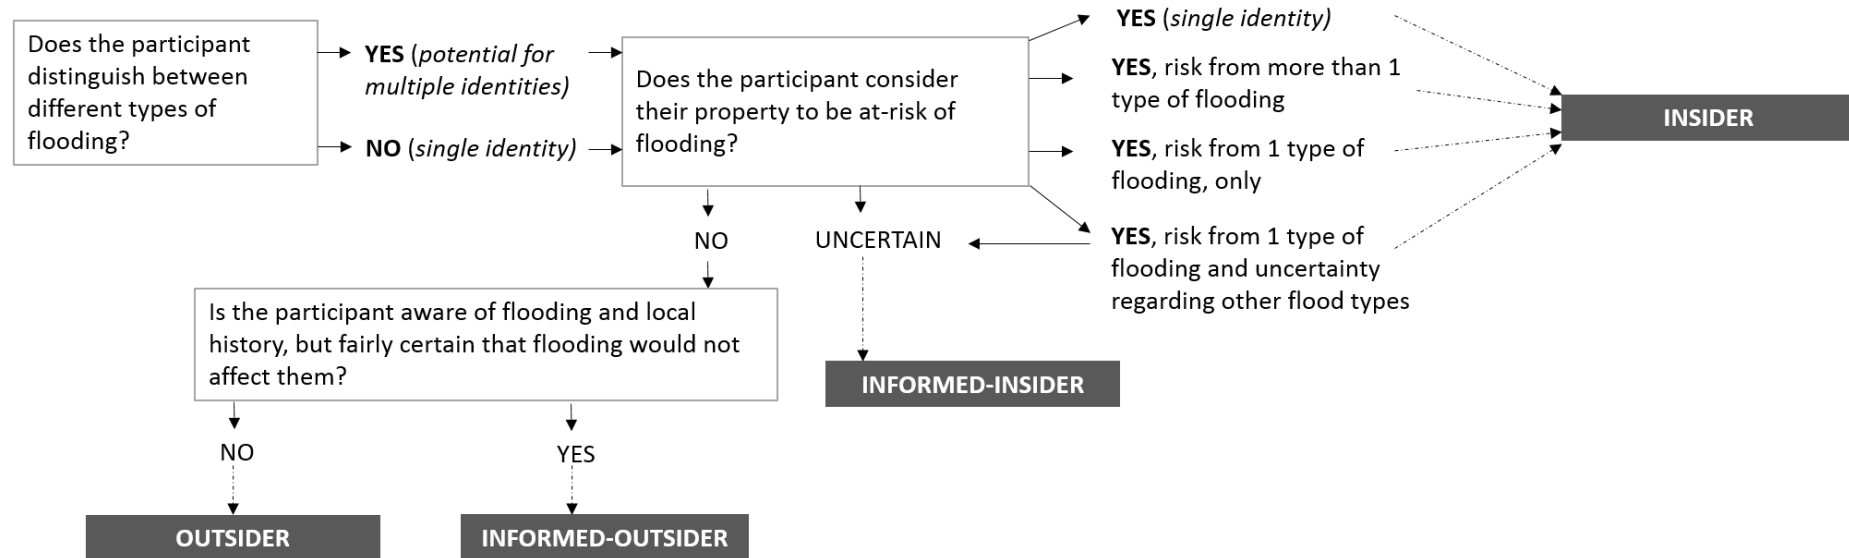 Does the participant
distinguish between
different types of
flooding?
YES (potential for
multiple identities)
NO (single identity)
Does the participant consider
their property to be at-risk of
flooding?
YES (single identity)
YES, risk from more than 1
type of flooding
YES, risk from 1 type of
flooding, only
YES, risk from 1 type of
flooding and uncertainty
regarding other flood types
INSIDER
NO
UNCERTAIN
INFORMED-INSIDER
Is the participant aware of flooding and local
history, but fairly certain that flooding would not
affect them?
NO
YES
OUTSIDER
INFORMED-OUTSIDER